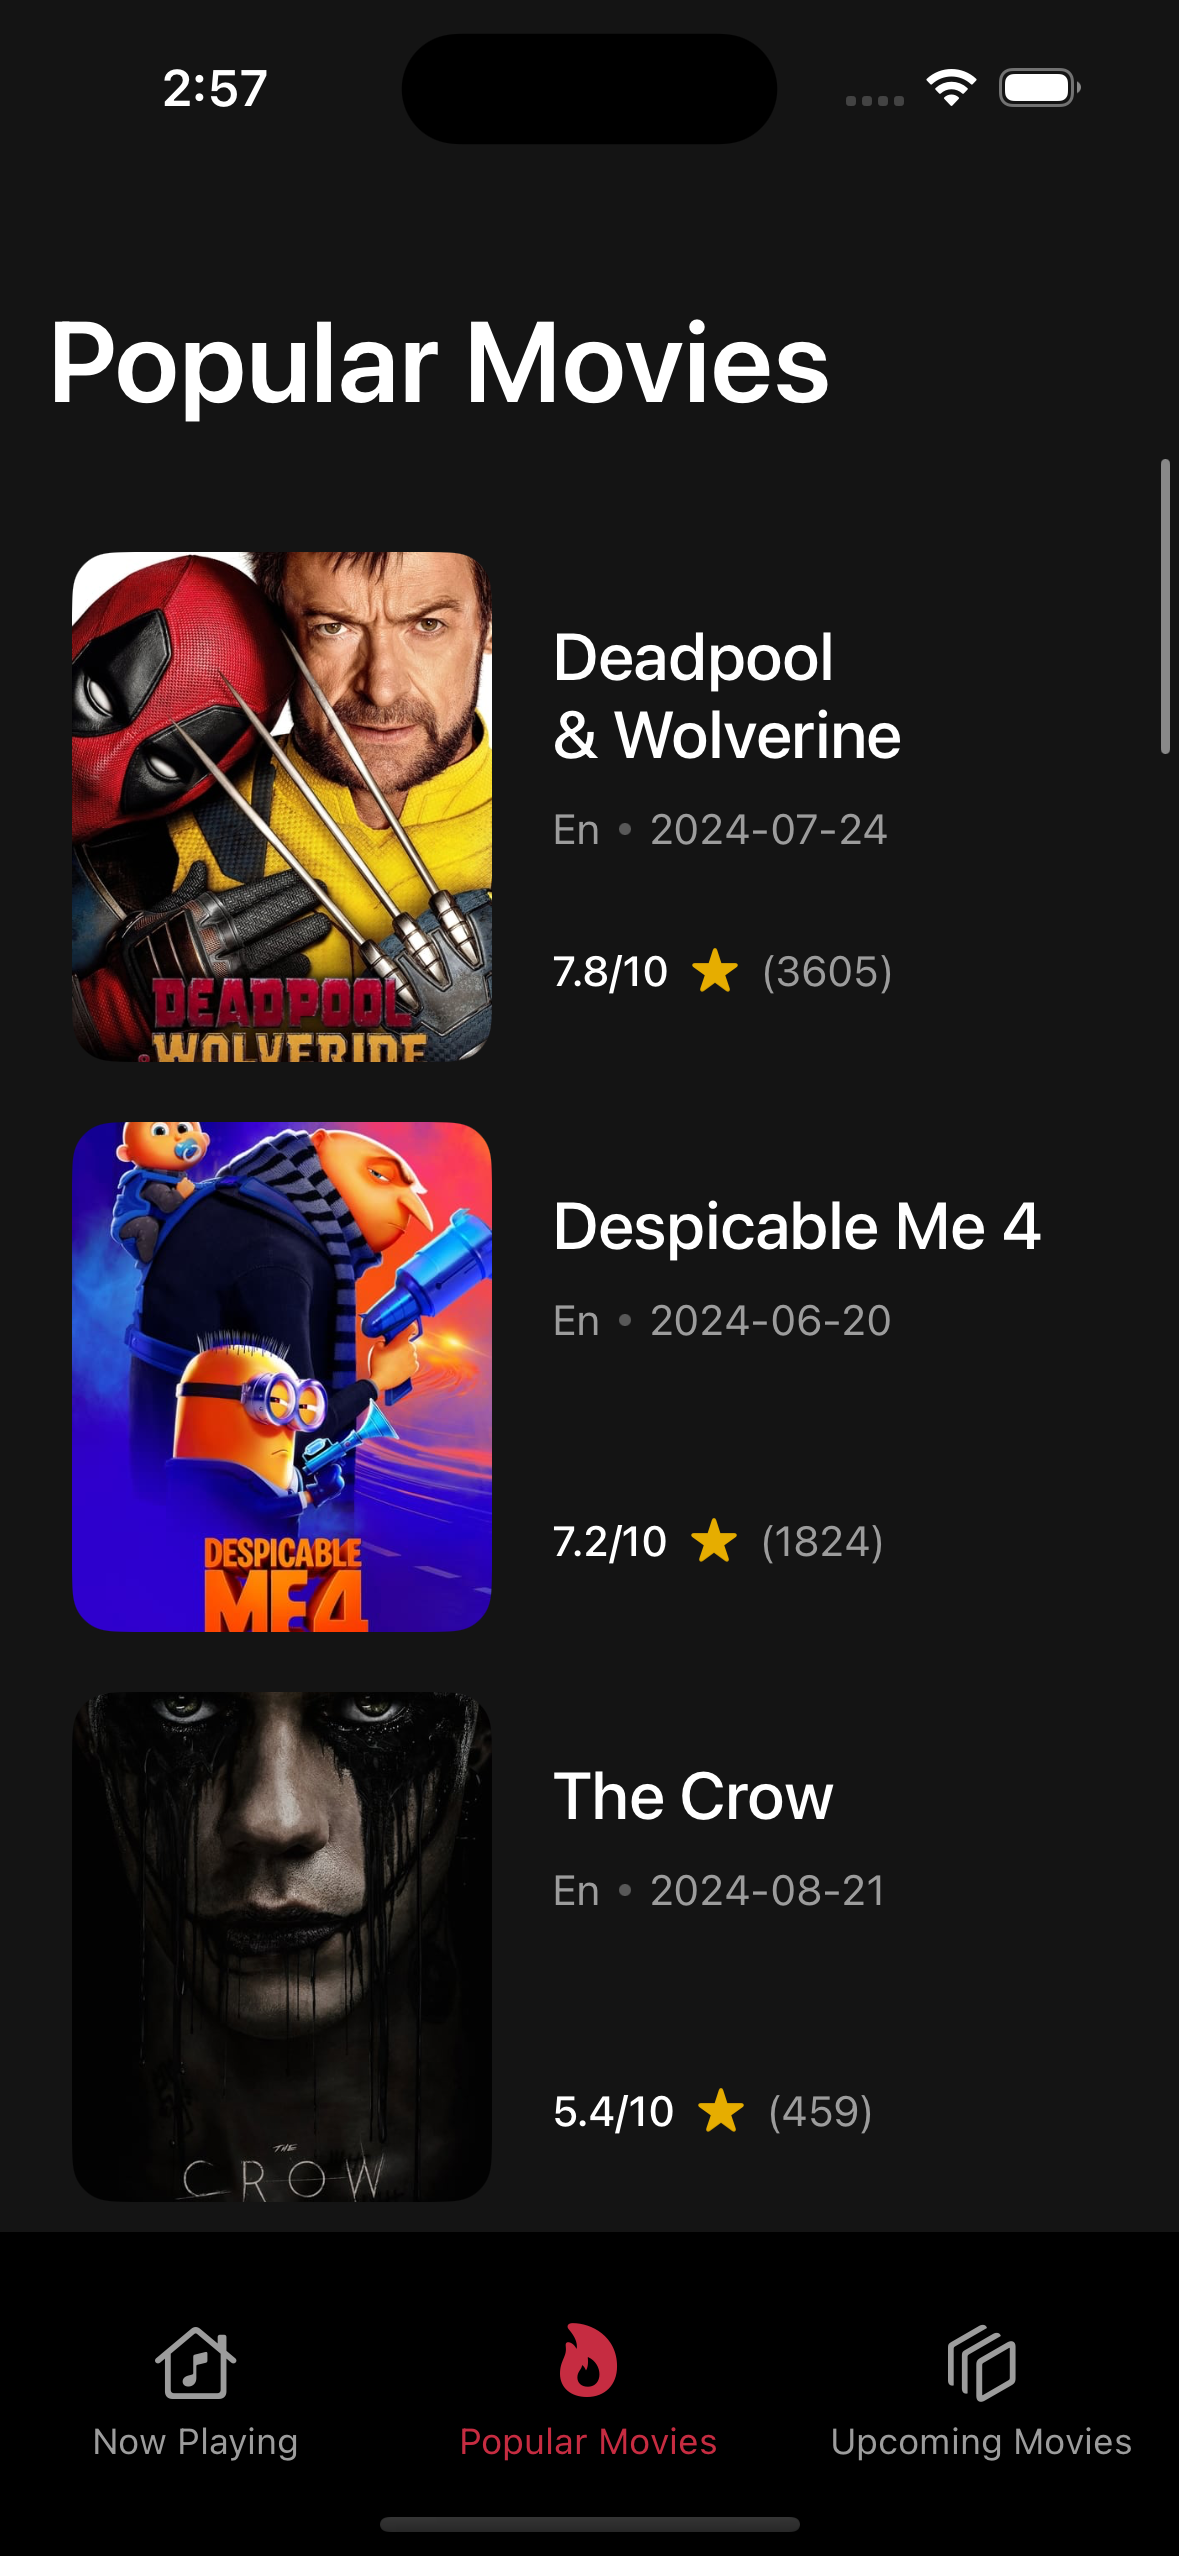 2:57
Popular Movies
Deadpool
& Wolverine
En • 2024-07-24
7.8/10 ★ (3605)
DEADPOOL
& WOLVERINE
Despicable Me 4
En • 2024-06-20
7.2/10 ★ (1824)
DESPICABLE
ME 4
The Crow
En • 2024-08-21
5.4/10 ★ (459)
THE
CROW
Now Playing
Popular Movies
Upcoming Movies